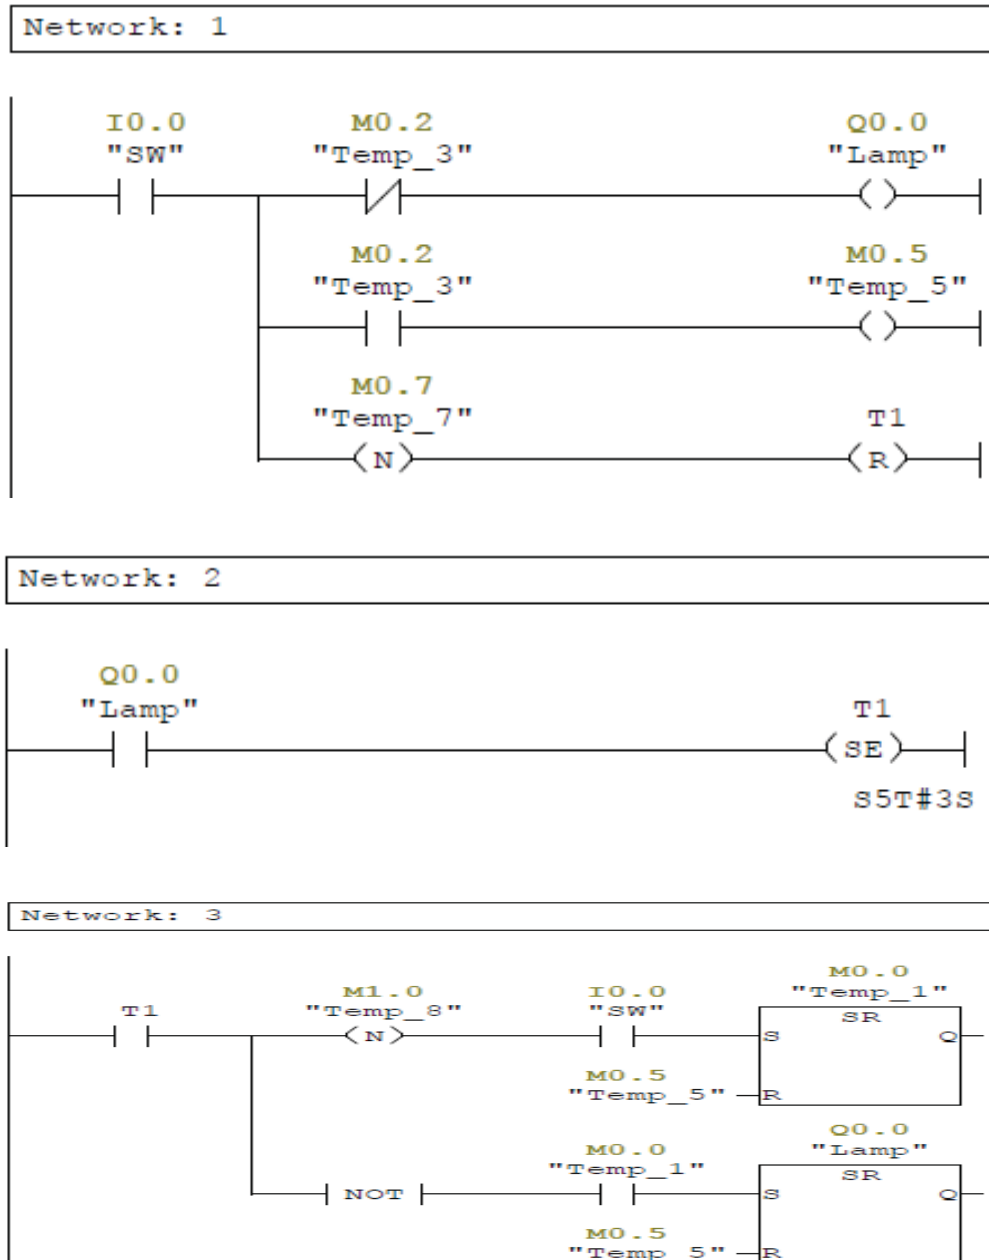 Network: 1
I0.0 M0.2 Q0.0
"SW" "Temp_3" "Lamp"
M0.2 M0.5
"Temp_3" "Temp_5"
M0.7
"Temp_7" T1
N R
Network: 2
Q0.0
"Lamp" T1
SE
S5T#3S
Network: 3
M0.0
M1.0 I0.0 "Temp_1"
T1 "Temp_8" "SW" SR
N S Q
M0.5
"Temp_5" R
Q0.0
M0.0 "Lamp"
"Temp_1" SR
NOT S Q
M0.5
"Temp_5" R